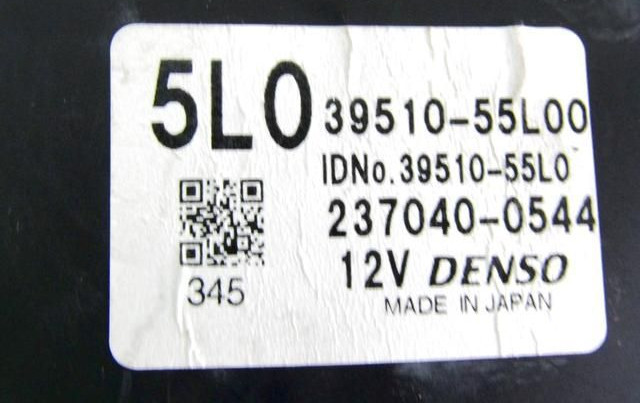 5L0
39510-55L00
IDNo.39510-55L0
237040-0544
12V DENSO
MADE IN JAPAN
345